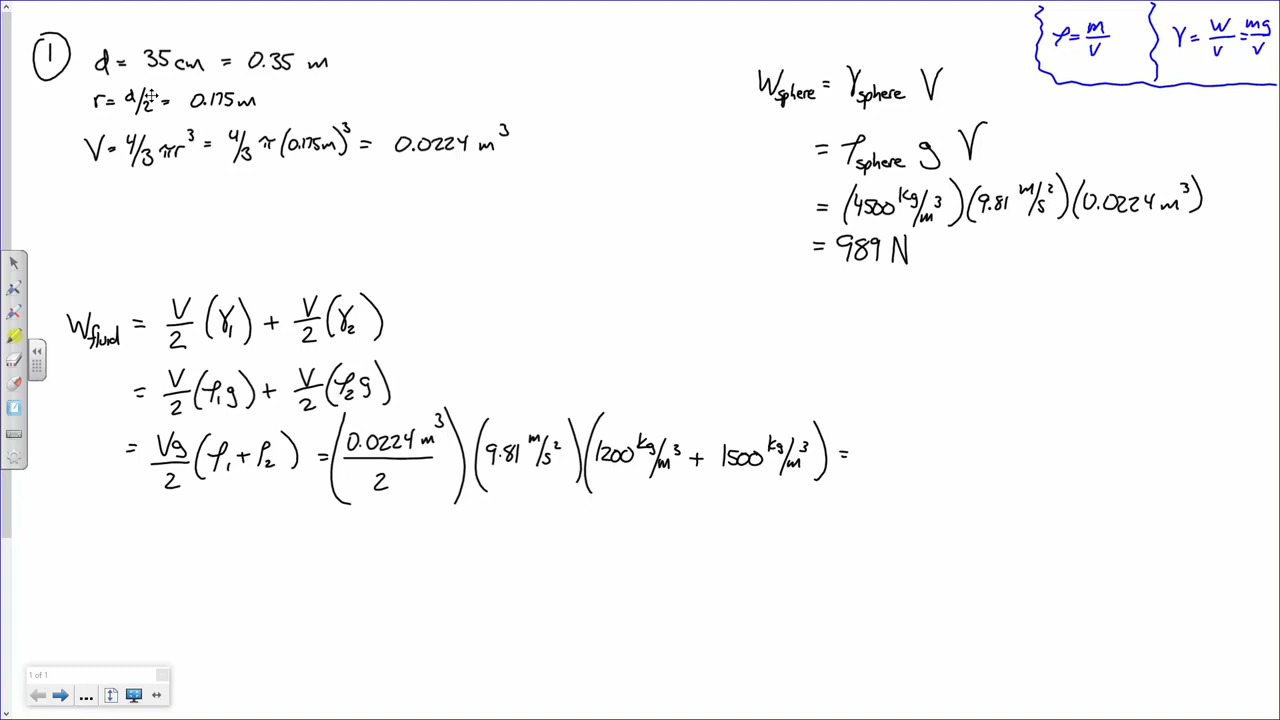 ① d = 35 cm = 0.35 m
r = d/2 = 0.175 m
V = 4/3 πr³ = 4/3 π (0.175m)³ = 0.0224 m³
ρ = m/V
γ = W/V = mg/V
W_sphere = γ_sphere V
= ρ_sphere g V
= (4500 kg/m³)(9.81 m/s²)(0.0224 m³)
= 989 N
W_fluid = V/2 (γ₁) + V/2 (γ₂)
= V/2 (ρ₁g) + V/2 (ρ₂g)
= Vg/2 (ρ₁ + ρ₂) = (0.0224 m³/2)(9.81 m/s²)(1200 kg/m³ + 1500 kg/m³) =
1 of 1